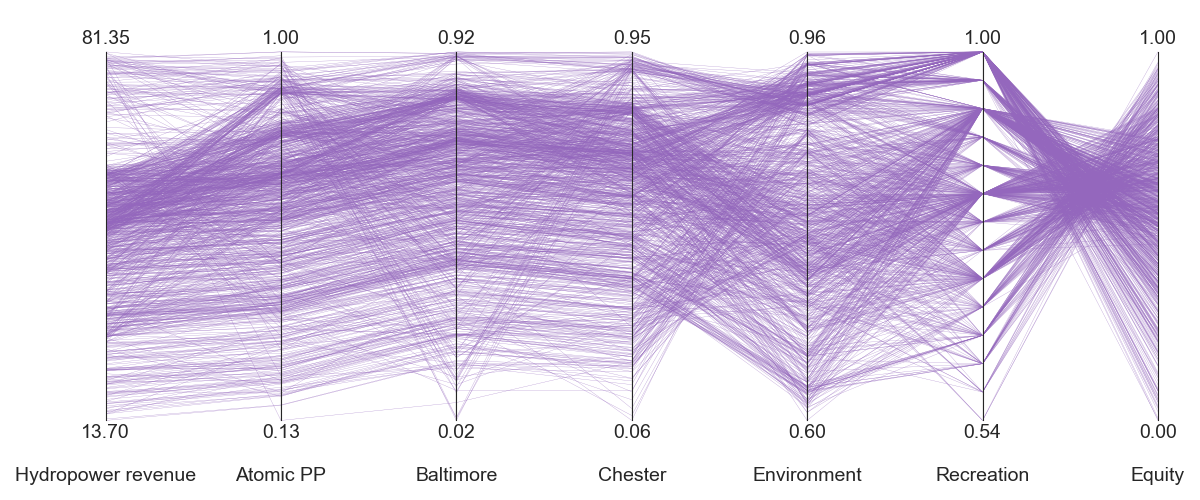 81.35 1.00 0.92 0.95 0.96 1.00 1.00
13.70 0.13 0.02 0.06 0.60 0.54 0.00
Hydropower revenue Atomic PP Baltimore Chester Environment Recreation Equity